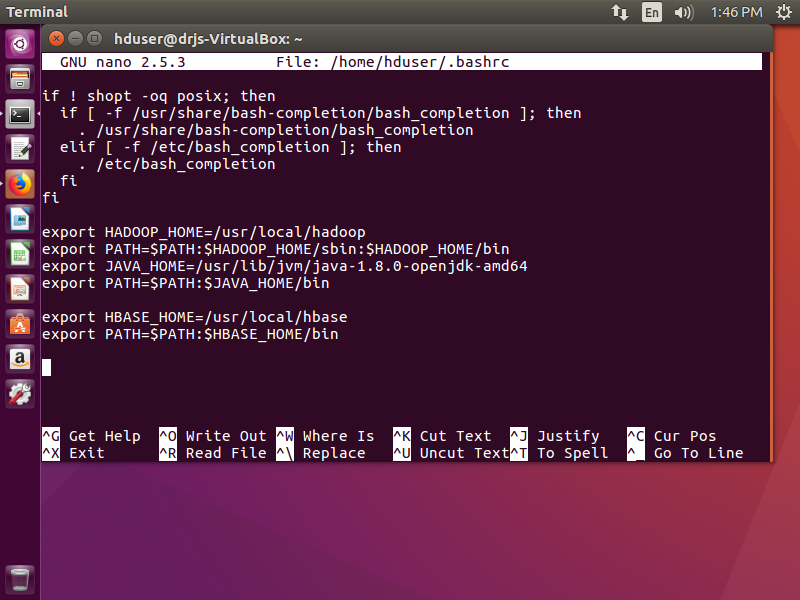 Terminal
En
1:46 PM
hduser@drjs-VirtualBox: ~
GNU nano 2.5.3 File: /home/hduser/.bashrc
if ! shopt -oq posix; then
if [ -f /usr/share/bash-completion/bash_completion ]; then
. /usr/share/bash-completion/bash_completion
elif [ -f /etc/bash_completion ]; then
. /etc/bash_completion
fi
fi
export HADOOP_HOME=/usr/local/hadoop
export PATH=$PATH:$HADOOP_HOME/sbin:$HADOOP_HOME/bin
export JAVA_HOME=/usr/lib/jvm/java-1.8.0-openjdk-amd64
export PATH=$PATH:$JAVA_HOME/bin
export HBASE_HOME=/usr/local/hbase
export PATH=$PATH:$HBASE_HOME/bin
^G Get Help ^O Write Out ^W Where Is ^K Cut Text ^J Justify ^C Cur Pos
^X Exit ^R Read File ^\ Replace ^U Uncut Text ^T To Spell ^_ Go To Line